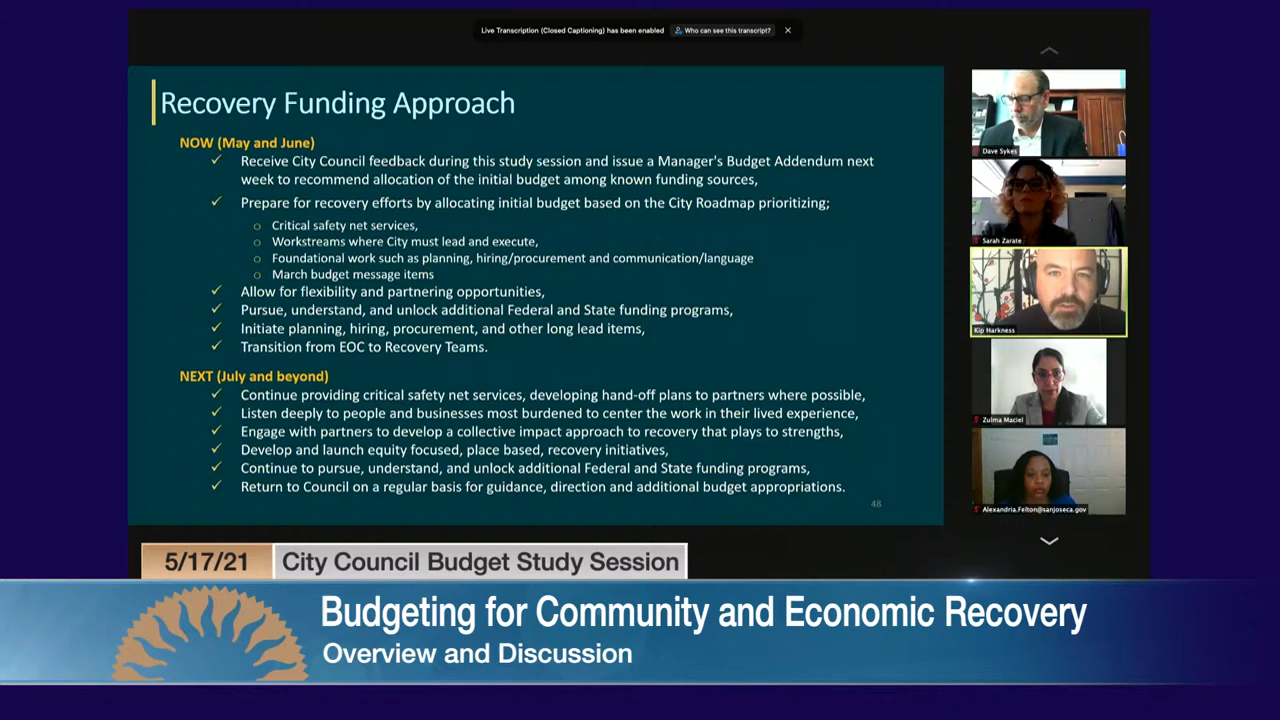 Live Transcription (Closed Captioning) has been enabled
Who can see this transcript?
Recovery Funding Approach
NOW (May and June)
Receive City Council feedback during this study session and issue a Manager's Budget Addendum next
week to recommend allocation of the initial budget among known funding sources,
Prepare for recovery efforts by allocating initial budget based on the City Roadmap prioritizing;
Critical safety net services,
Workstreams where City must lead and execute,
Foundational work such as planning, hiring/procurement and communication/language
March budget message items
Allow for flexibility and partnering opportunities,
Pursue, understand, and unlock additional Federal and State funding programs,
Initiate planning, hiring, procurement, and other long lead items,
Transition from EOC to Recovery Teams.
NEXT (July and beyond)
Continue providing critical safety net services, developing hand-off plans to partners where possible,
Listen deeply to people and businesses most burdened to center the work in their lived experience,
Engage with partners to develop a collective impact approach to recovery that plays to strengths,
Develop and launch equity focused, place based, recovery initiatives,
Continue to pursue, understand, and unlock additional Federal and State funding programs,
Return to Council on a regular basis for guidance, direction and additional budget appropriations.
48
Dave Sykes
Sarah Zarate
Kip Harkness
Zulma Maciel
Alexandria.Felton@sanjoseca.gov
5/17/21
City Council Budget Study Session
Budgeting for Community and Economic Recovery
Overview and Discussion